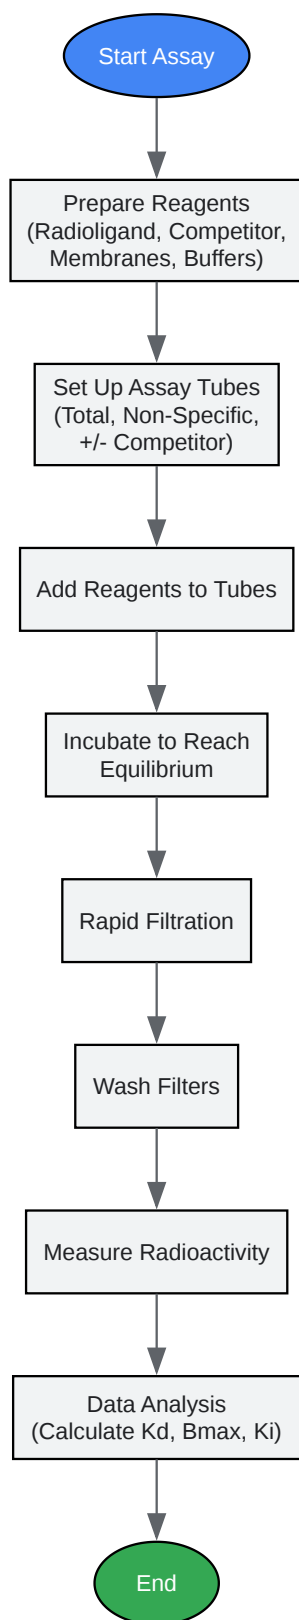 Start Assay
Prepare Reagents
(Radioligand, Competitor,
Membranes, Buffers)
Set Up Assay Tubes
(Total, Non-Specific,
+/- Competitor)
Add Reagents to Tubes
Incubate to Reach
Equilibrium
Rapid Filtration
Wash Filters
Measure Radioactivity
Data Analysis
(Calculate Kd, Bmax, Ki)
End